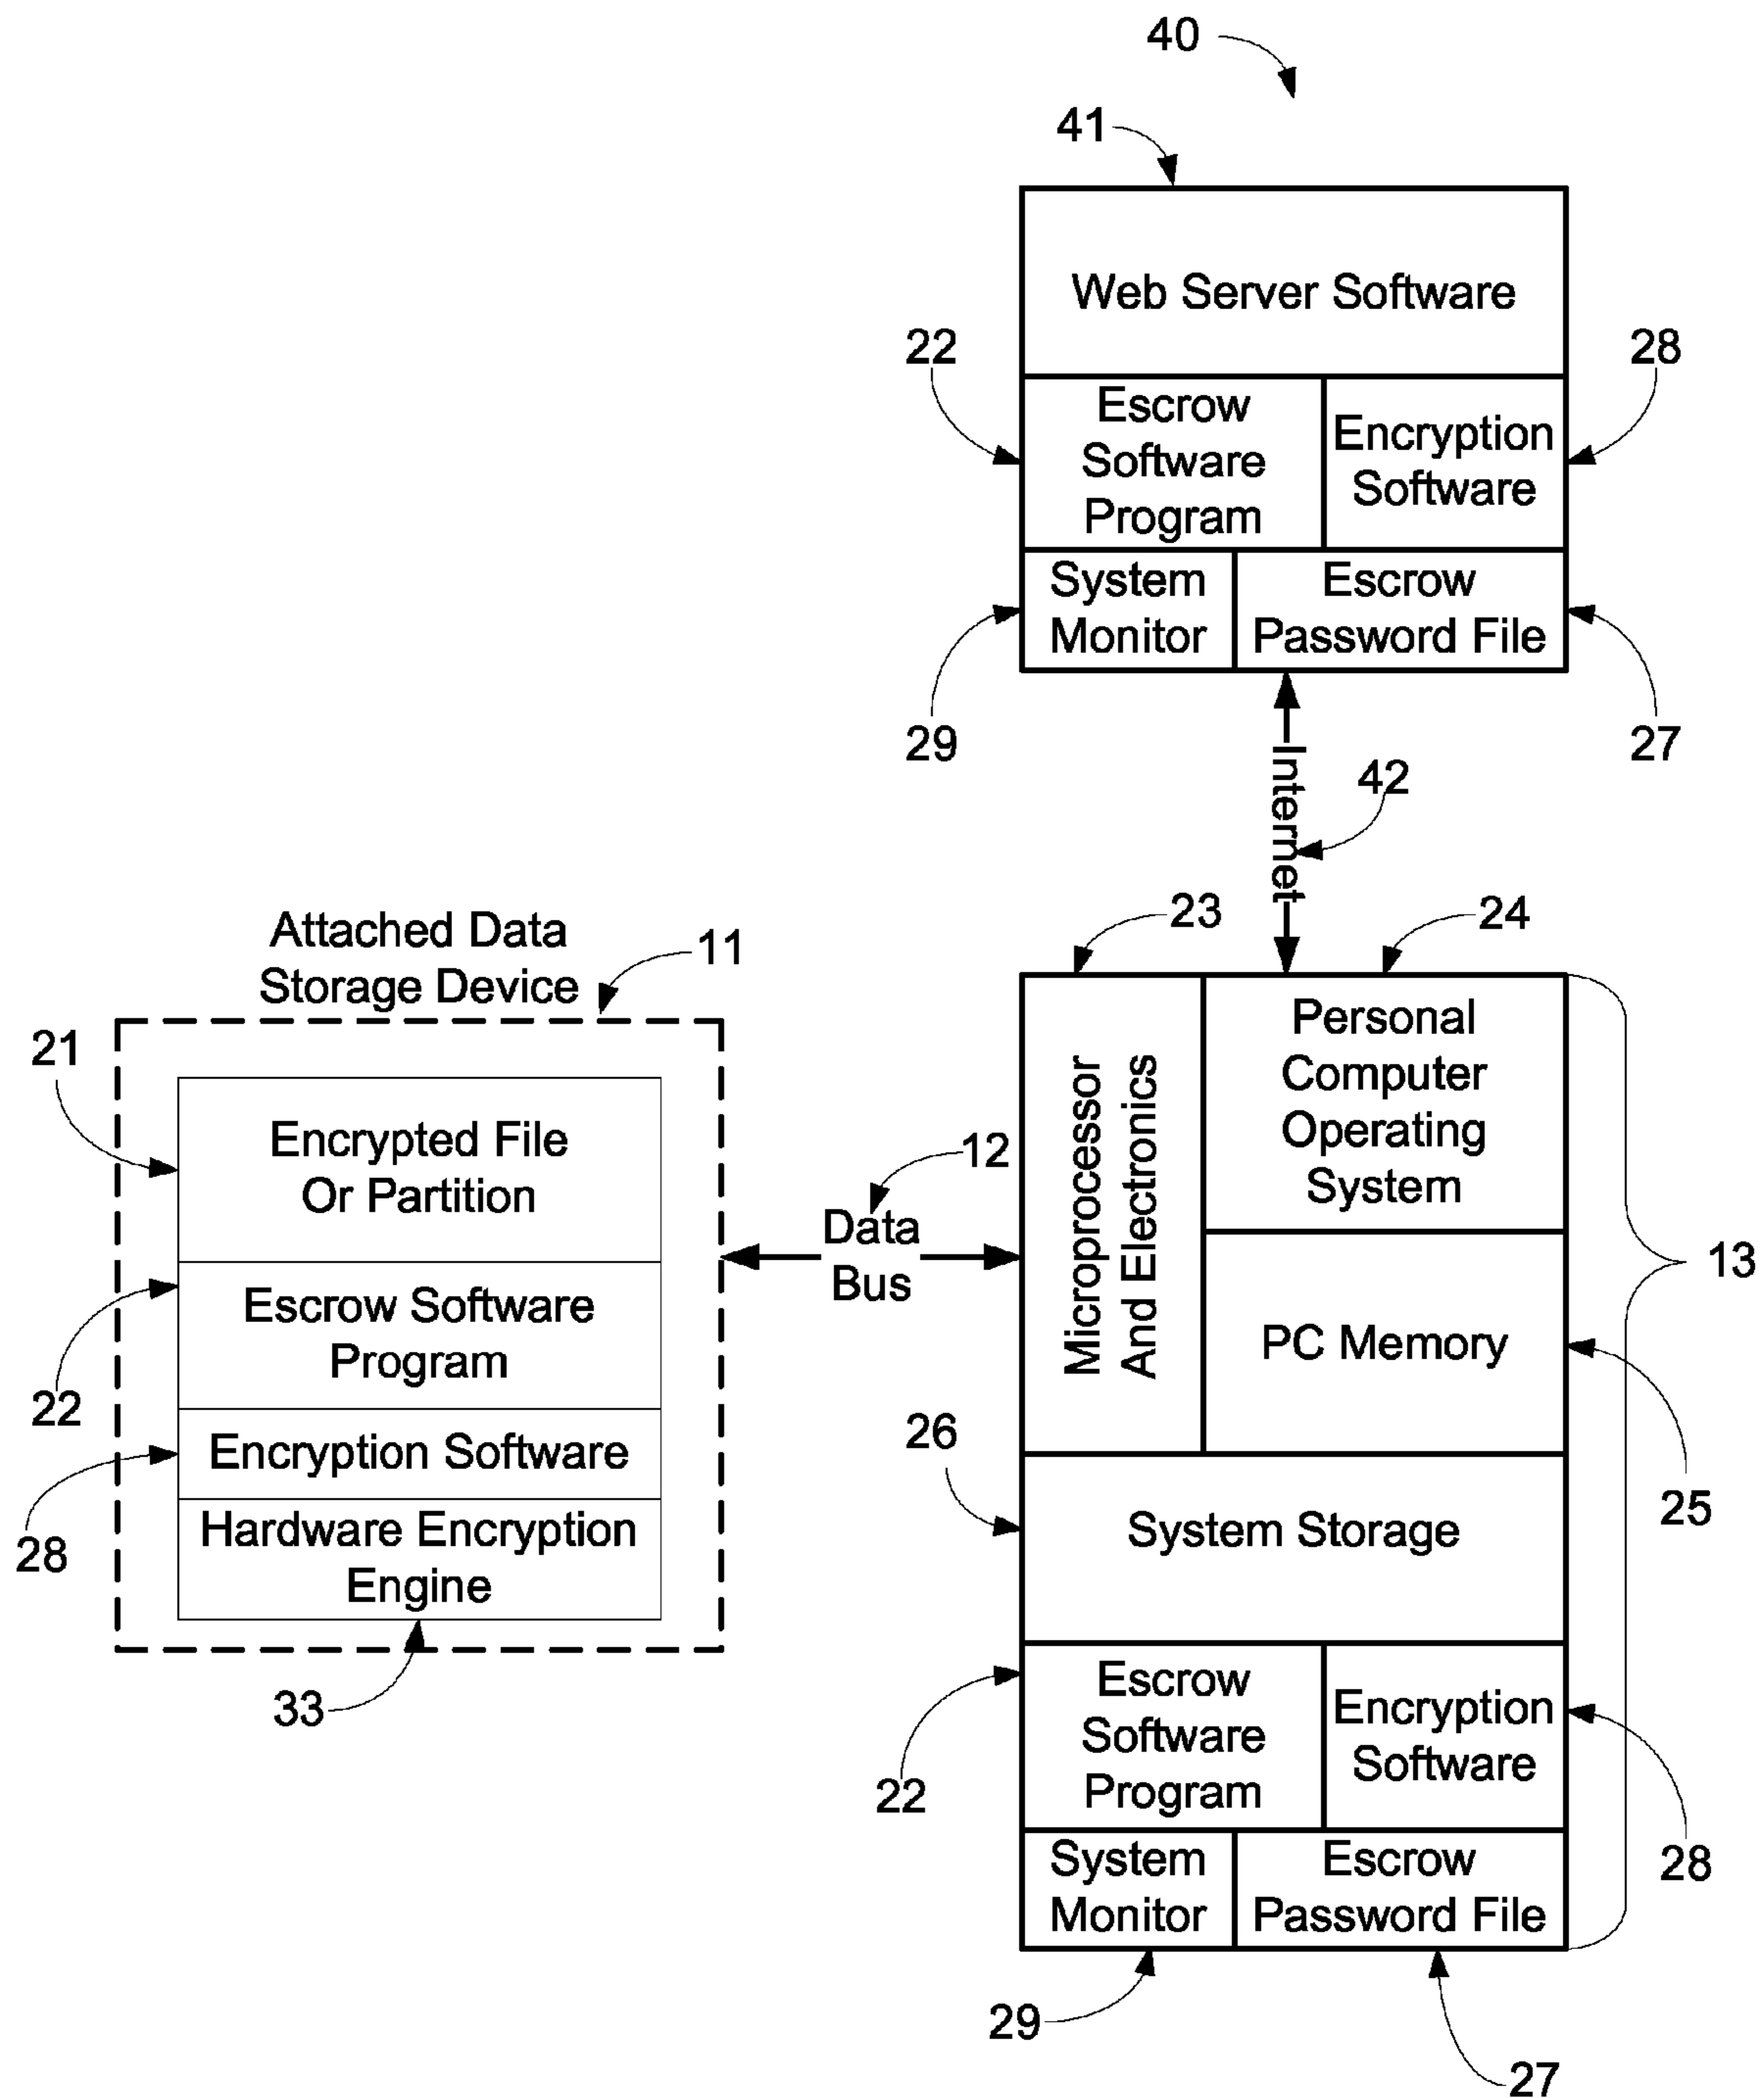 40
41
Web Server Software
22
28
Escrow
Software
Program
Encryption
Software
System
Monitor
Escrow
Password File
29
27
Internet
42
23
24
Attached Data
Storage Device
11
21
Encrypted File
Or Partition
Escrow Software
Program
22
Encryption Software
28
Hardware Encryption
Engine
33
12
Data
Bus
Microprocessor
And Electronics
Personal
Computer
Operating
System
13
PC Memory
25
26
System Storage
Escrow
Software
Program
22
Encryption
Software
28
System
Monitor
Escrow
Password File
29
27